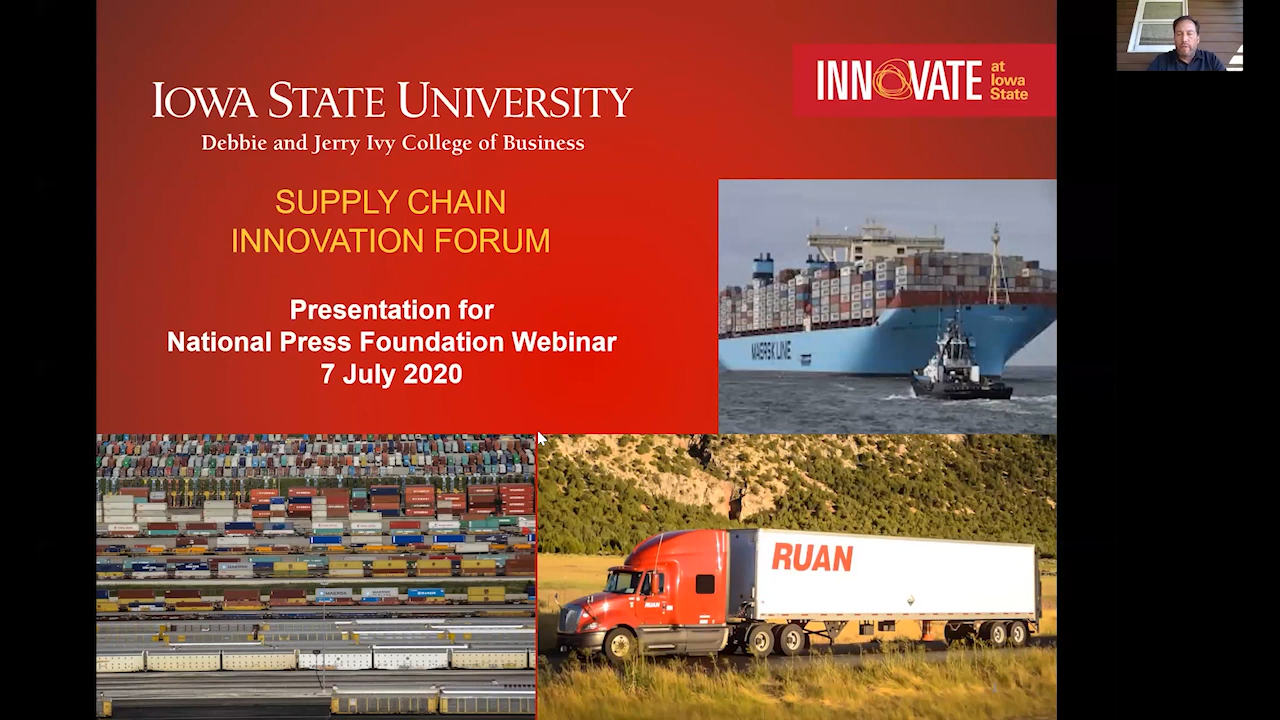 IOWA STATE UNIVERSITY
Debbie and Jerry Ivy College of Business
INNOVATE
at
Iowa
State
SUPPLY CHAIN
INNOVATION FORUM
Presentation for
National Press Foundation Webinar
7 July 2020
MAERSK LINE
RUAN
RUAN